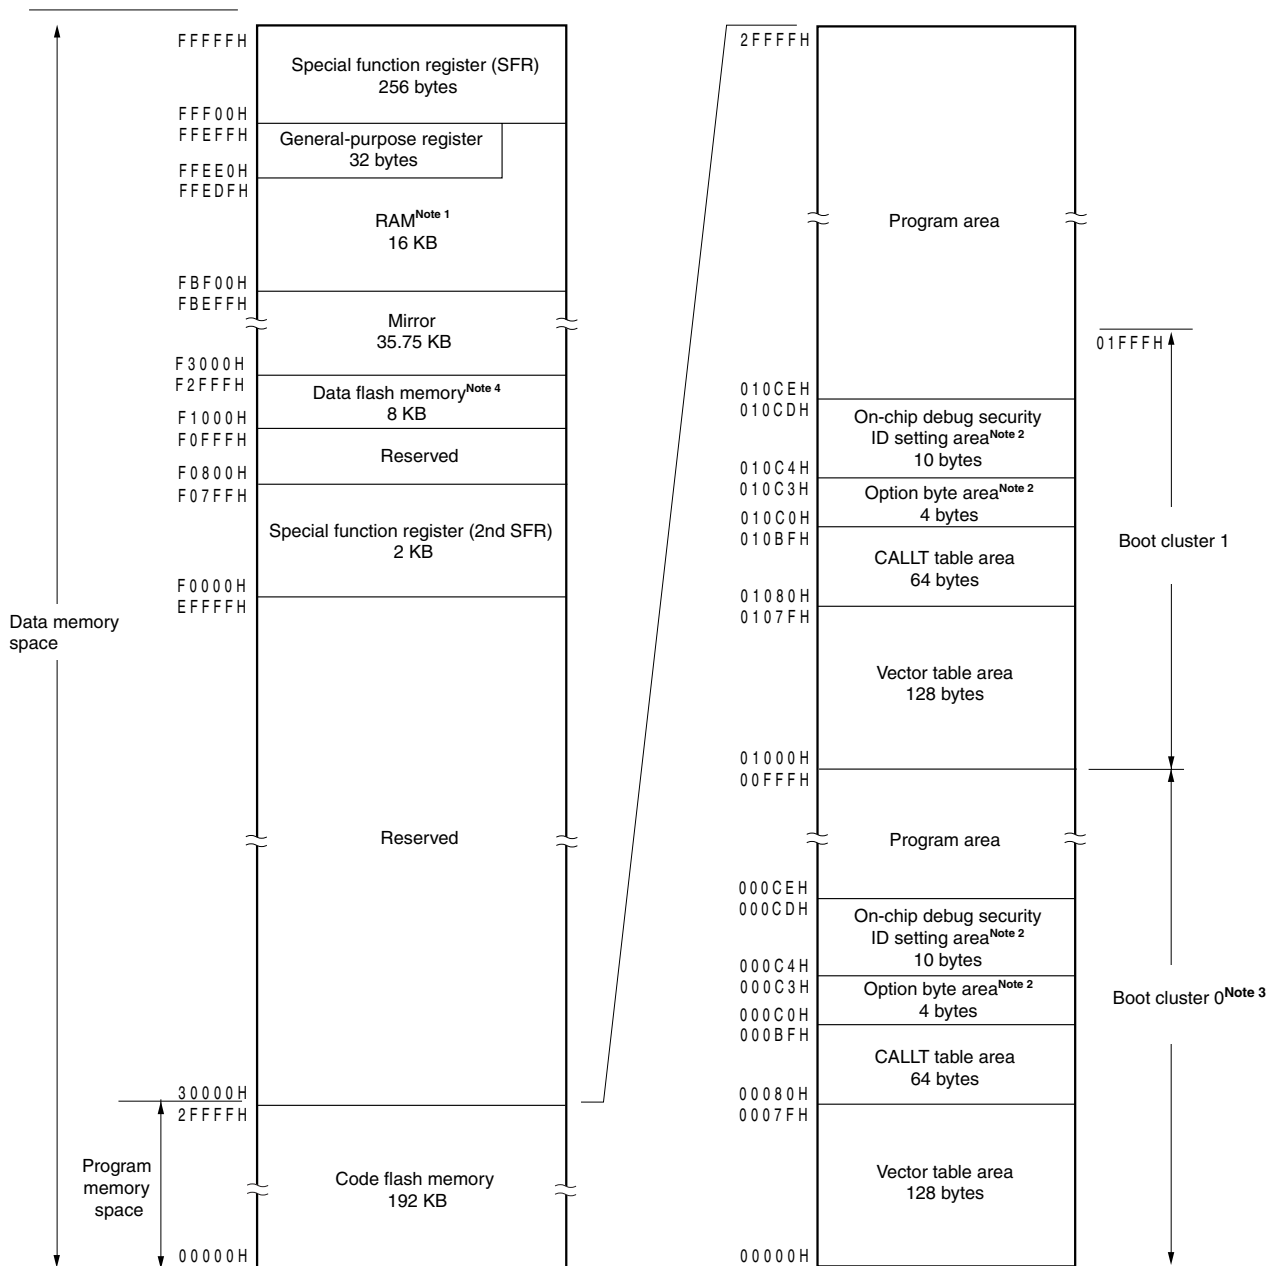 FFFFFH
Special function register (SFR)
256 bytes
FFF00H
FFEFFH
General-purpose register
32 bytes
FFEE0H
FFEDFH
RAMNote 1
16 KB
FBF00H
FBEFFH
Mirror
35.75 KB
F3000H
F2FFFH
Data flash memoryNote 4
8 KB
F1000H
F0FFFH
Reserved
F0800H
F07FFH
Special function register (2nd SFR)
2 KB
F0000H
EFFFFH
Data memory
space
Reserved
30000H
2FFFFH
Program
memory
space
Code flash memory
192 KB
00000H
2FFFFH
Program area
01FFFH
010CEH
010CDH
On-chip debug security
ID setting areaNote 2
10 bytes
010C4H
010C3H
Option byte areaNote 2
4 bytes
010C0H
010BFH
Boot cluster 1
CALLT table area
64 bytes
01080H
0107FH
Vector table area
128 bytes
01000H
00FFFH
Program area
000CEH
000CDH
On-chip debug security
ID setting areaNote 2
10 bytes
000C4H
000C3H
Option byte areaNote 2
4 bytes
Boot cluster 0Note 3
000C0H
000BFH
CALLT table area
64 bytes
00080H
0007FH
Vector table area
128 bytes
00000H